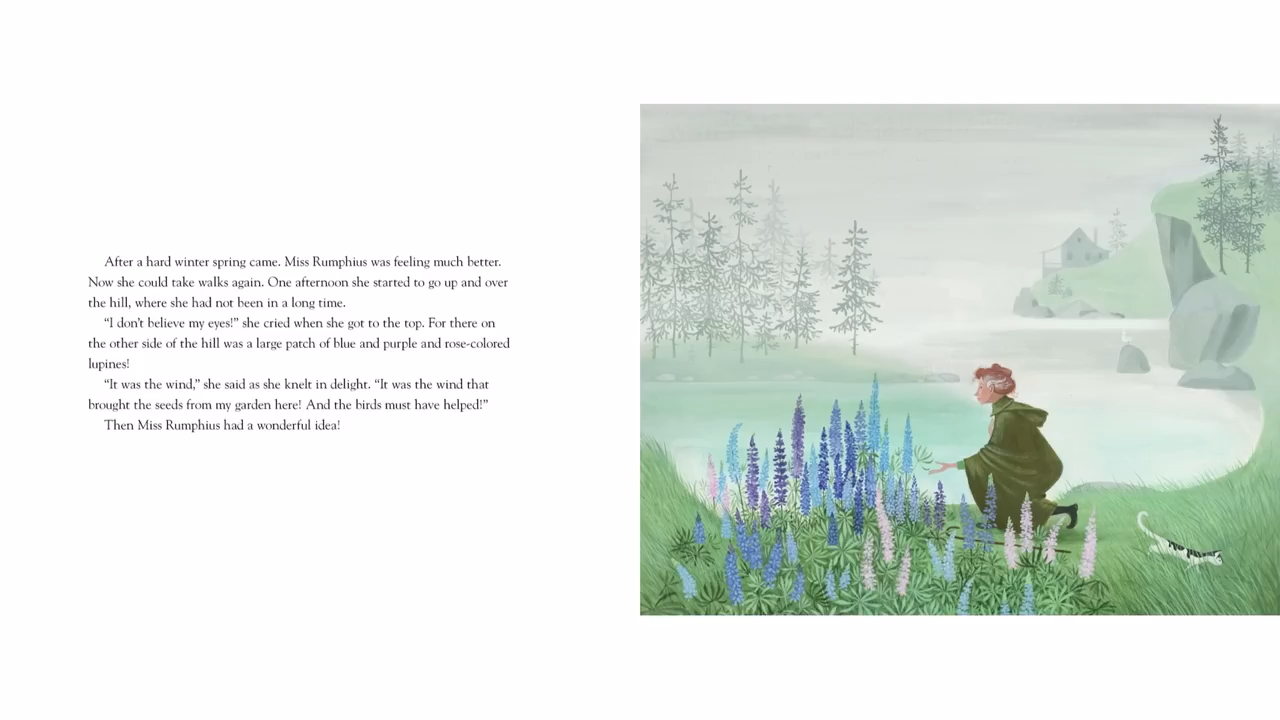 After a hard winter spring came. Miss Rumphius was feeling much better.
Now she could take walks again. One afternoon she started to go up and over
the hill, where she had not been in a long time.
“I don’t believe my eyes!” she cried when she got to the top. For there on
the other side of the hill was a large patch of blue and purple and rose-colored
lupines!
“It was the wind,” she said as she knelt in delight. “It was the wind that
brought the seeds from my garden here! And the birds must have helped!”
Then Miss Rumphius had a wonderful idea!